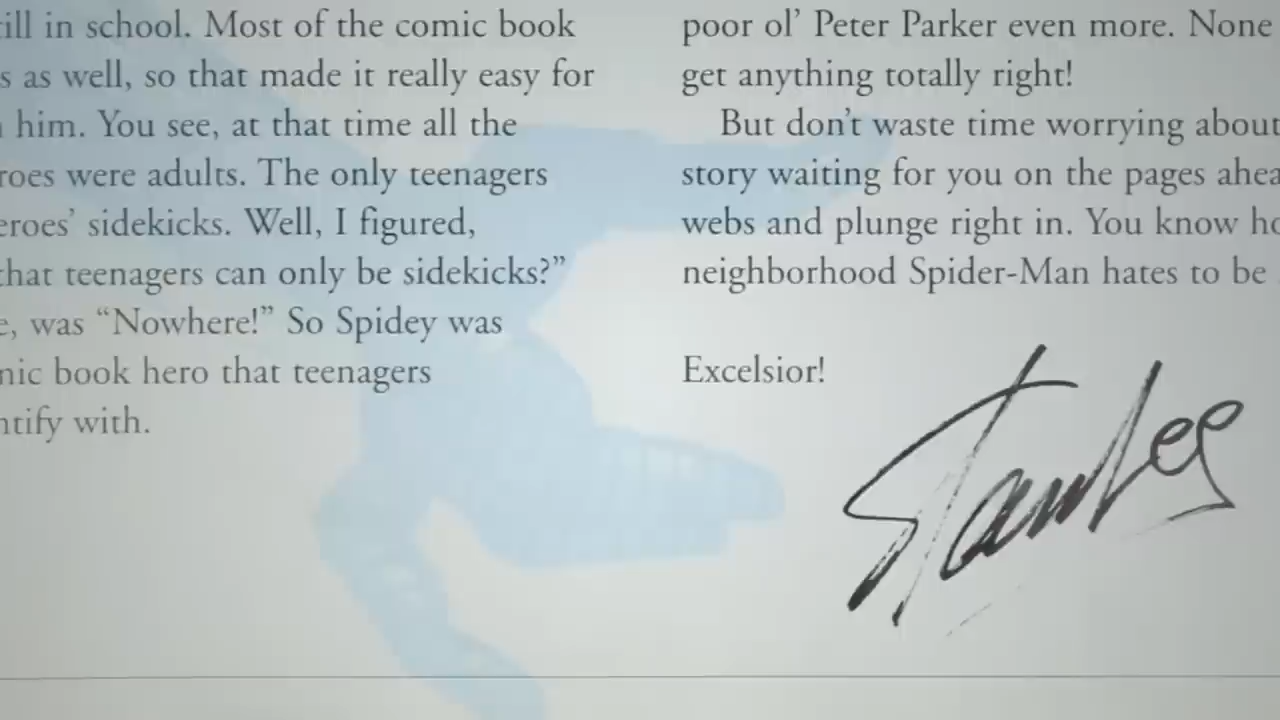 ill in school. Most of the comic book
s as well, so that made it really easy for
him. You see, at that time all the
roes were adults. The only teenagers
eroes’ sidekicks. Well, I figured,
that teenagers can only be sidekicks?”
e, was “Nowhere!” So Spidey was
nic book hero that teenagers
ntify with.
poor ol’ Peter Parker even more. None
get anything totally right!
But don’t waste time worrying about
story waiting for you on the pages ahea
webs and plunge right in. You know ho
neighborhood Spider-Man hates to be
Excelsior!
Stan Lee